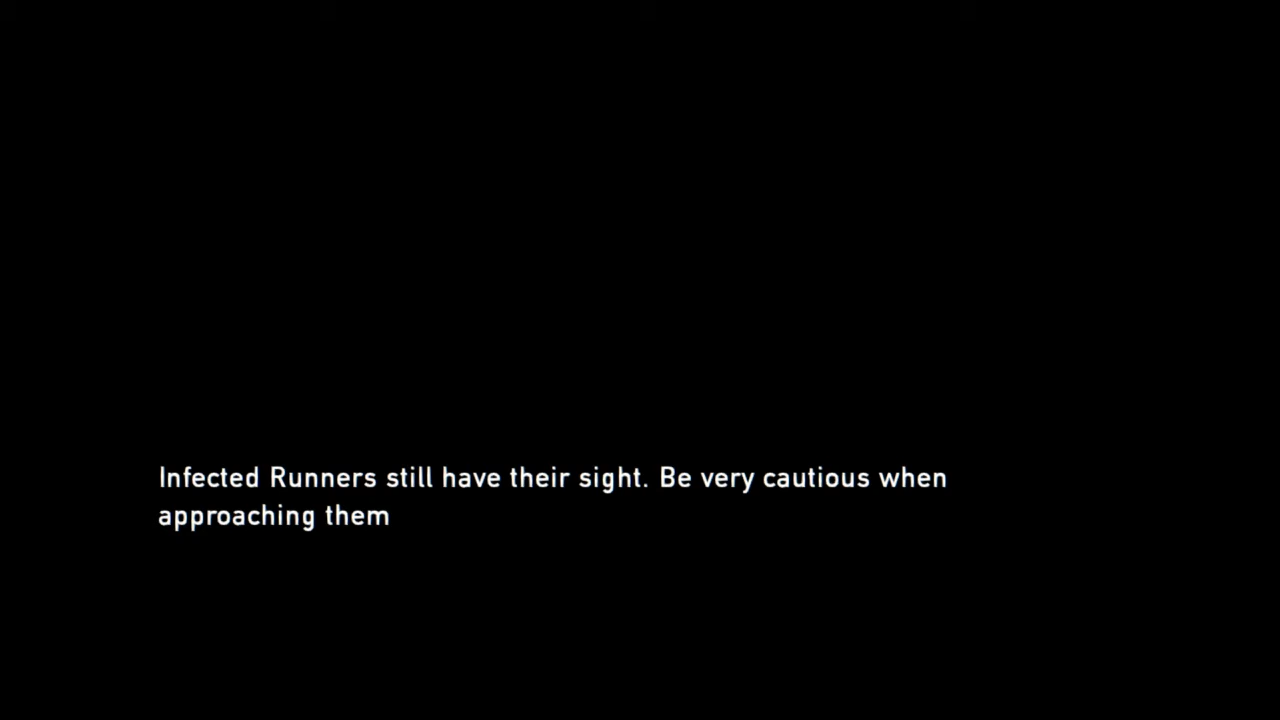 Infected Runners still have their sight. Be very cautious when
approaching them